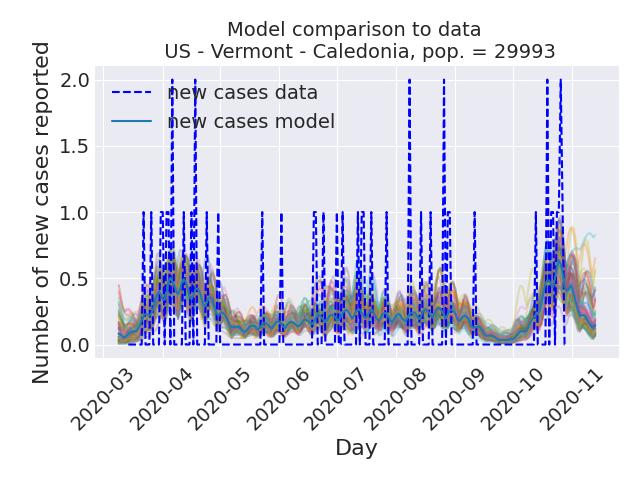 Model comparison to data
US - Vermont - Caledonia, pop. = 29993
Number of new cases reported
2.0
1.5
1.0
0.5
0.0
new cases data
new cases model
2020-03
2020-04
2020-05
2020-06
2020-07
2020-08
2020-09
2020-10
2020-11
Day